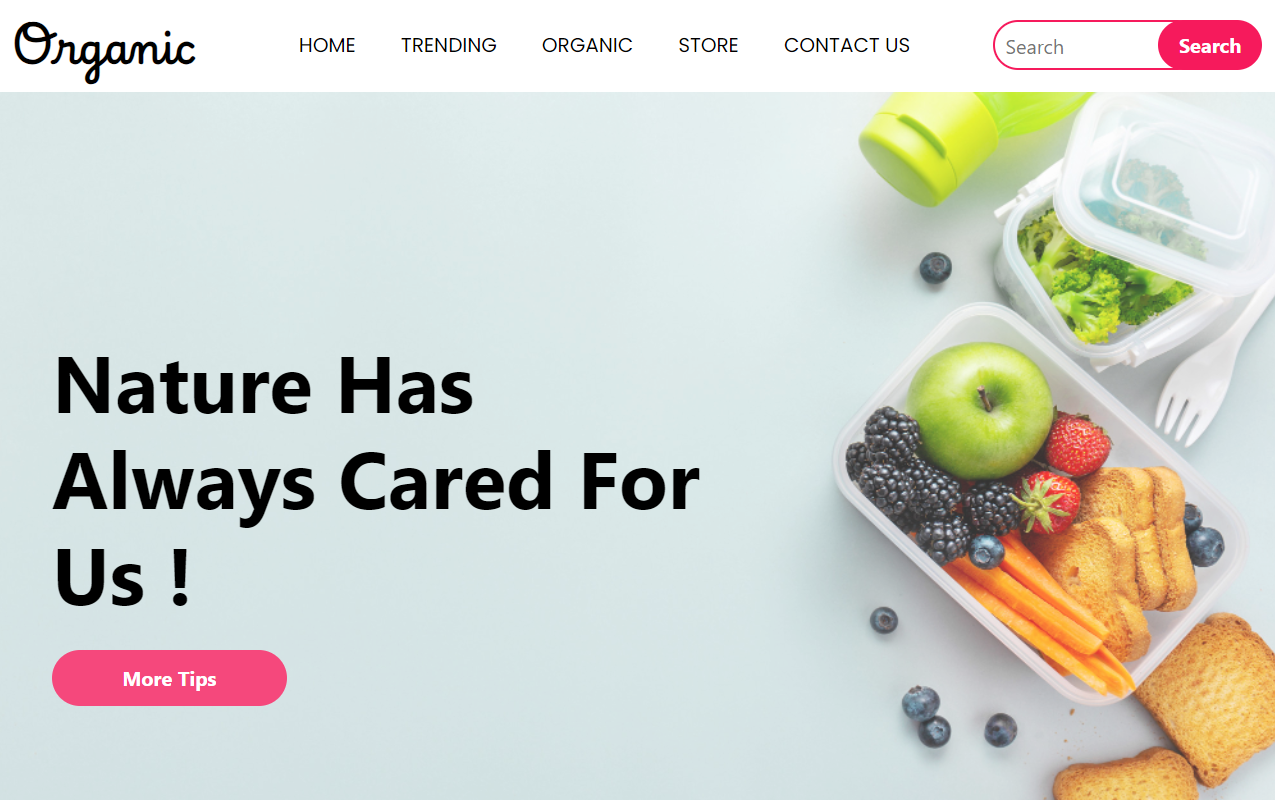 Organic
HOME TRENDING ORGANIC STORE CONTACT US
Search Search
Nature Has
Always Cared For
Us !
More Tips